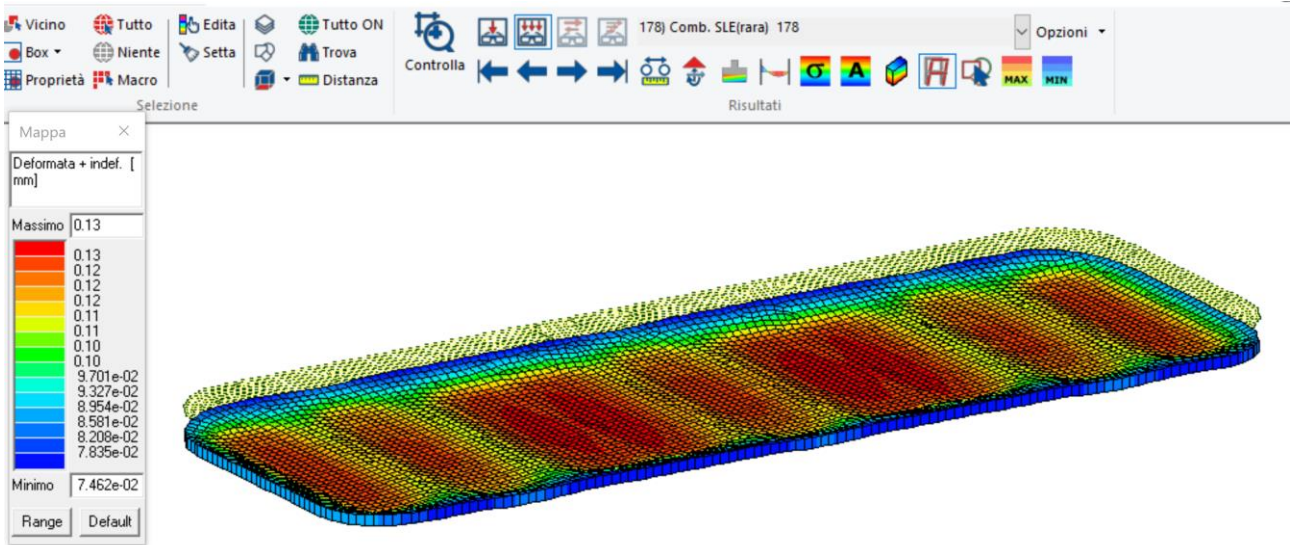 Vicino
Tutto
Edita
Tutto ON
Box
Niente
Setta
Trova
Proprietà
Macro
Distanza
Selezione
Controlla
178) Comb. SLE(rara) 178
Opzioni
σ
A
MAX
MIN
Risultati
Mappa
Deformata + indef. [
mm]
Massimo 0.13
0.13
0.12
0.12
0.12
0.11
0.11
0.10
0.10
9.701e-02
9.327e-02
8.954e-02
8.581e-02
8.208e-02
7.835e-02
Minimo 7.462e-02
Range Default